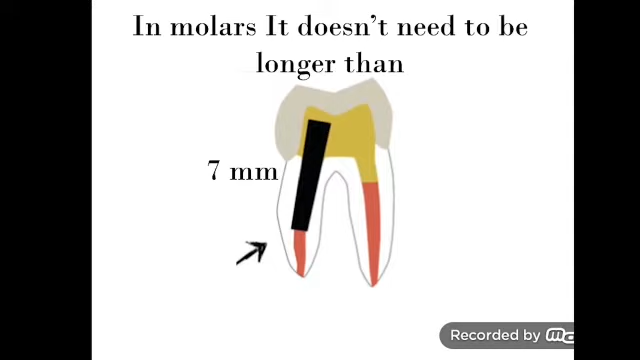 In molars It doesn't need to be
longer than
7 mm
Recorded by